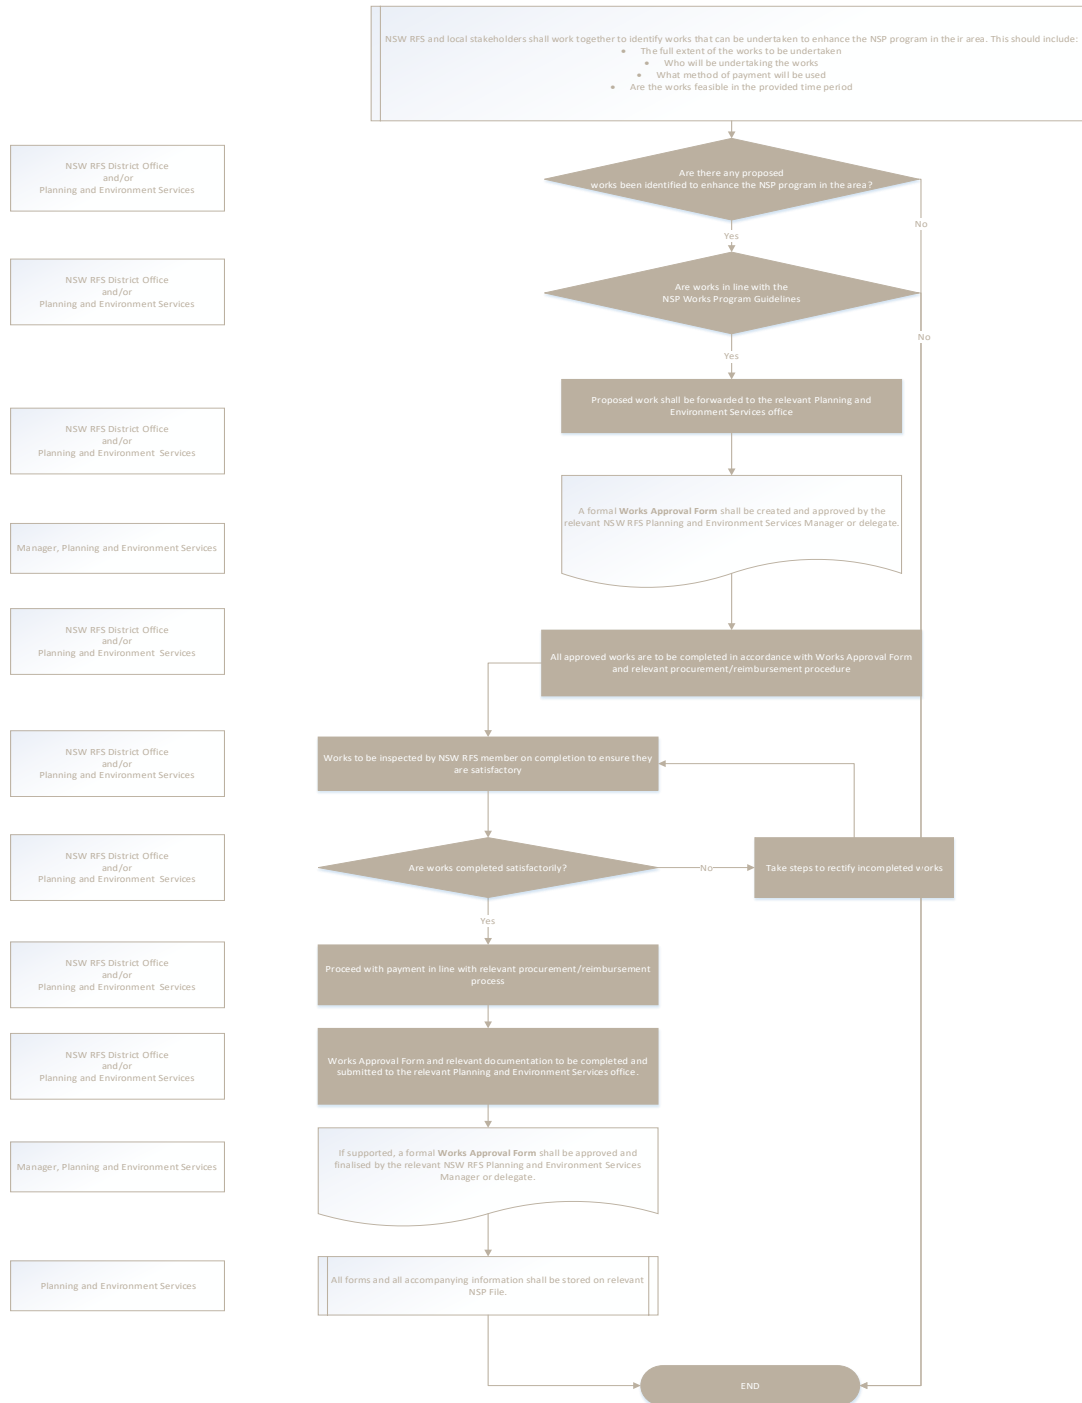 NSW RFS and local stakeholders shall work together to identify works that can be undertaken to enhance the NSP program in their area. This should include:
• The full extent of the works to be undertaken
• Who will be undertaking the works
• What method of payment will be used
• Are the works feasible in the provided time period
NSW RFS District Office
and/or
Planning and Environment Services
Are there any proposed
works been identified to enhance the NSP program in the area?
No
Yes
NSW RFS District Office
and/or
Planning and Environment Services
Are works in line with the
NSP Works Program Guidelines
No
Yes
NSW RFS District Office
and/or
Planning and Environment Services
Proposed work shall be forwarded to the relevant Planning and
Environment Services office
Manager, Planning and Environment Services
A formal Works Approval Form shall be created and approved by the
relevant NSW RFS Planning and Environment Services Manager or delegate.
NSW RFS District Office
and/or
Planning and Environment Services
All approved works are to be completed in accordance with Works Approval Form
and relevant procurement/reimbursement procedure
NSW RFS District Office
and/or
Planning and Environment Services
Works to be inspected by NSW RFS member on completion to ensure they
are satisfactory
NSW RFS District Office
and/or
Planning and Environment Services
Are works completed satisfactorily?
No
Take steps to rectify incompleted works
Yes
NSW RFS District Office
and/or
Planning and Environment Services
Proceed with payment in line with relevant procurement/reimbursement
process
NSW RFS District Office
and/or
Planning and Environment Services
Works Approval Form and relevant documentation to be completed and
submitted to the relevant Planning and Environment Services office.
Manager, Planning and Environment Services
If supported, a formal Works Approval Form shall be approved and
finalised by the relevant NSW RFS Planning and Environment Services
Manager or delegate.
Planning and Environment Services
All forms and all accompanying information shall be stored on relevant
NSP File.
END